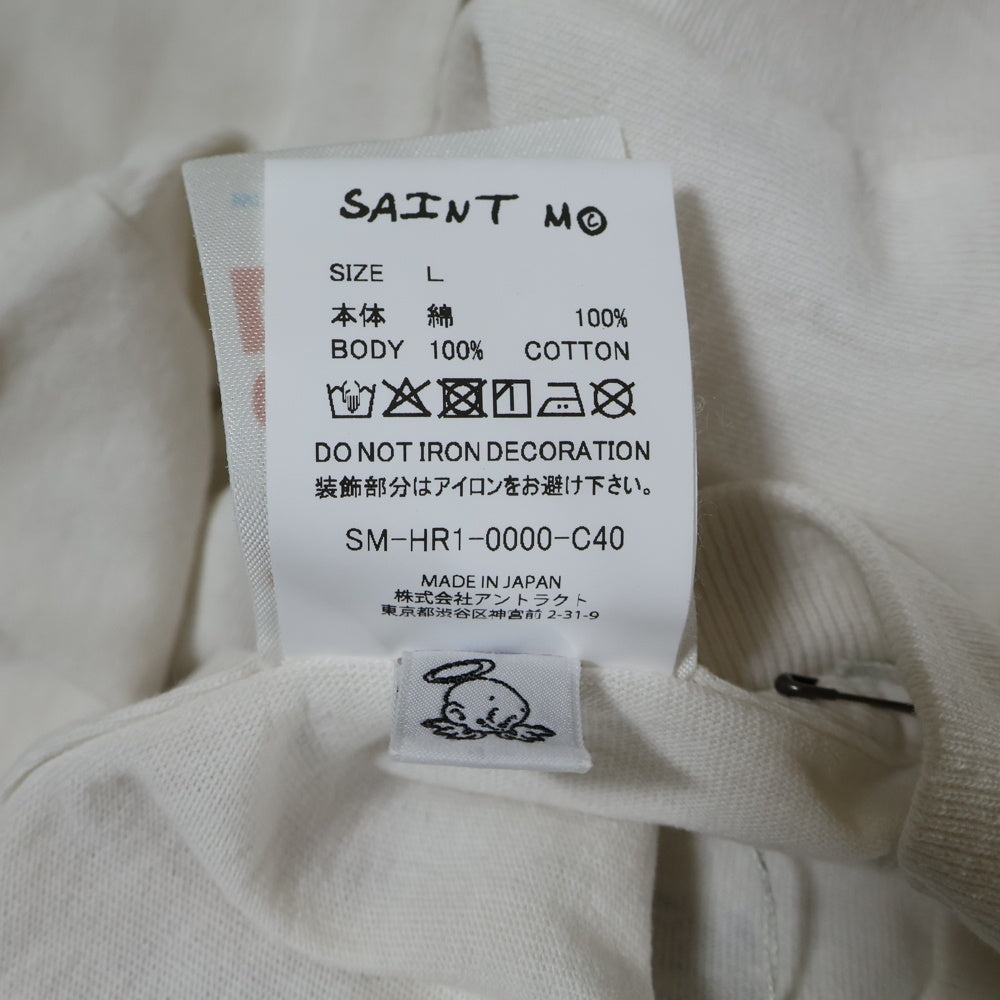 SAINT M©
SIZE L
本体 綿 100%
BODY 100% COTTON
DO NOT IRON DECORATION
装飾部分はアイロンをお避け下さい。
SM-HR1-0000-C40
MADE IN JAPAN
株式会社アントラクト
東京都渋谷区神宮前 2-31-9